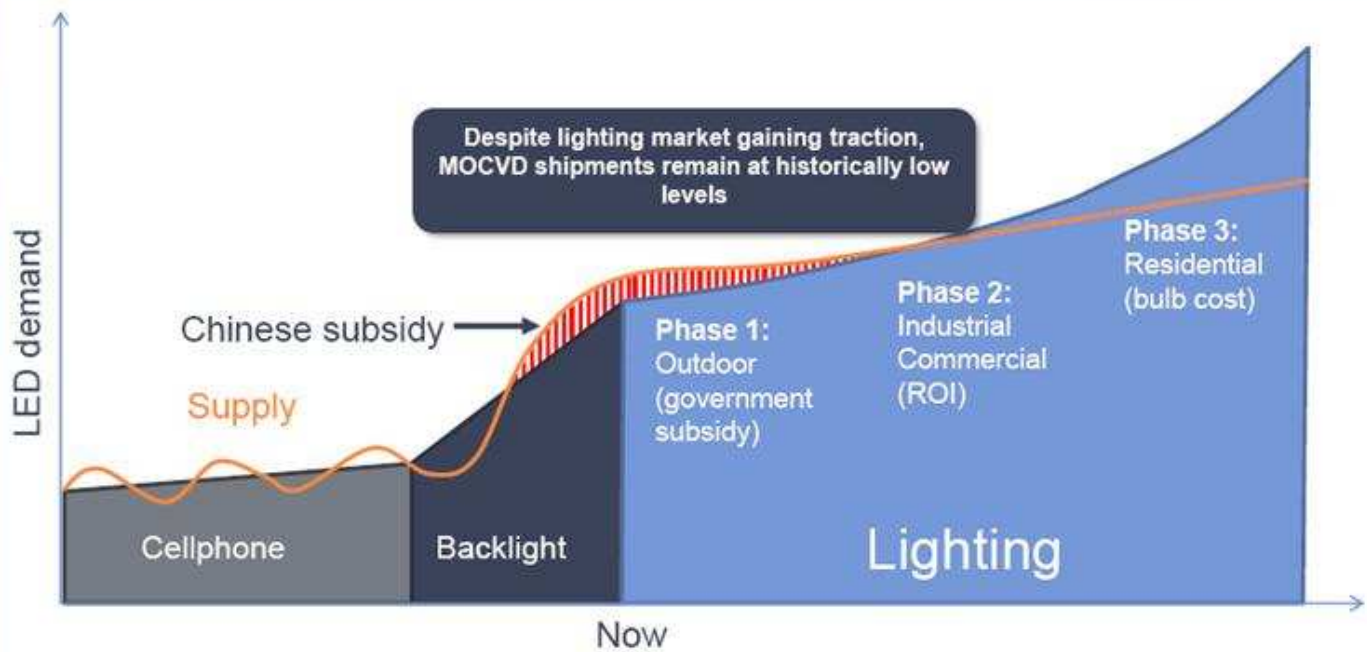 Despite lighting market gaining traction,
MOCVD shipments remain at historically low
levels
LED demand
Chinese subsidy
Supply
Phase 1:
Outdoor
(government
subsidy)
Phase 2:
Industrial
Commercial
(ROI)
Phase 3:
Residential
(bulb cost)
Cellphone
Backlight
Lighting
Now